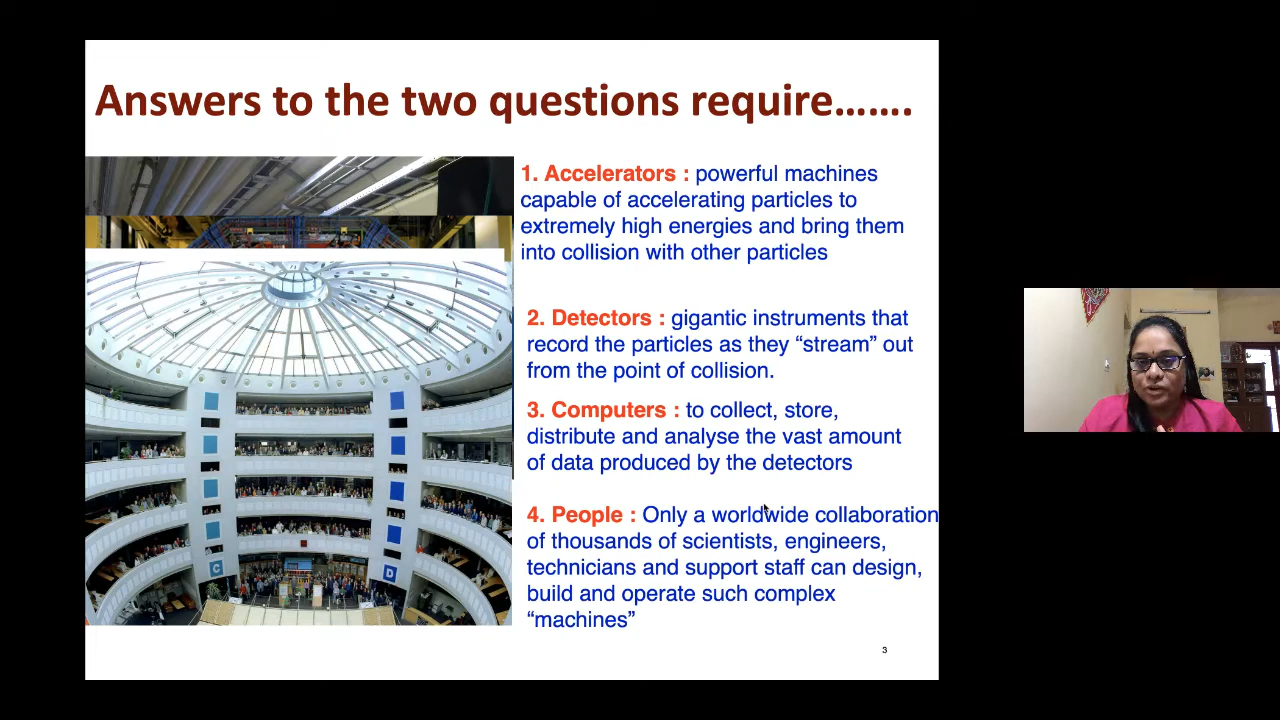 Answers to the two questions require…….
1. Accelerators : powerful machines
capable of accelerating particles to
extremely high energies and bring them
into collision with other particles
2. Detectors : gigantic instruments that
record the particles as they “stream” out
from the point of collision.
3. Computers : to collect, store,
distribute and analyse the vast amount
of data produced by the detectors
4. People : Only a worldwide collaboration
of thousands of scientists, engineers,
technicians and support staff can design,
build and operate such complex
“machines”
C
D
3